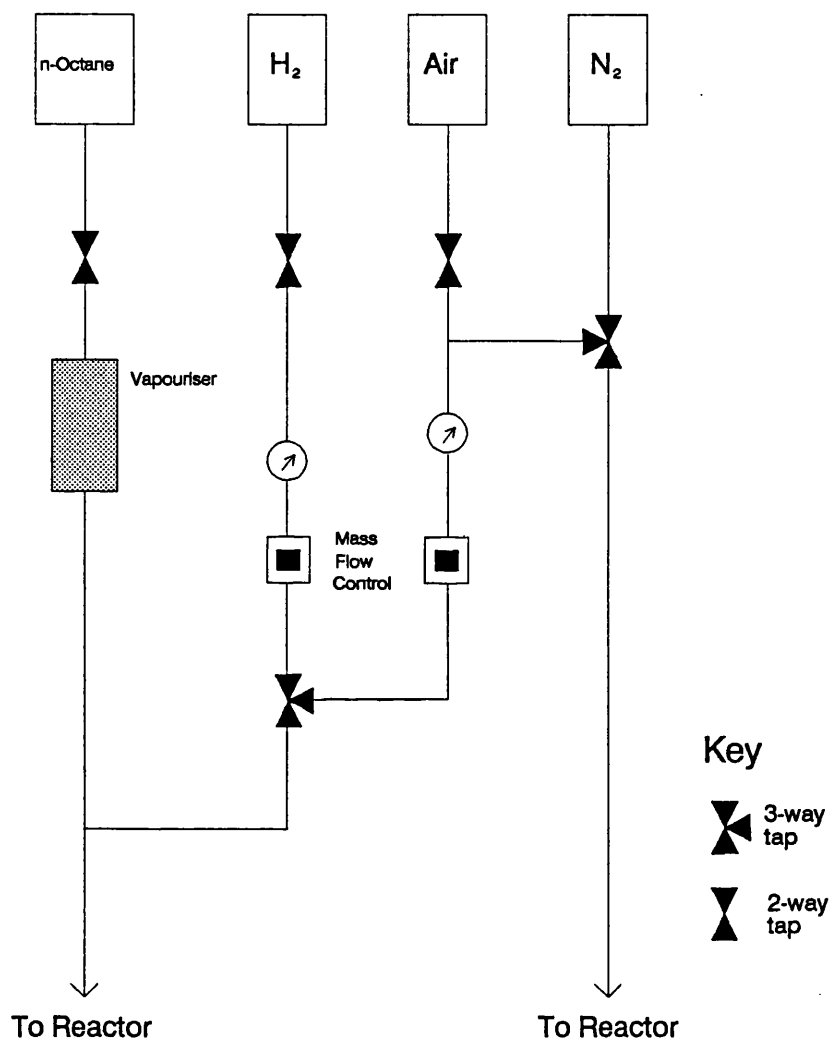 n-Octane
H₂
Air
N₂
Vapouriser
Mass
Flow
Control
Key
3-way
tap
2-way
tap
To Reactor
To Reactor